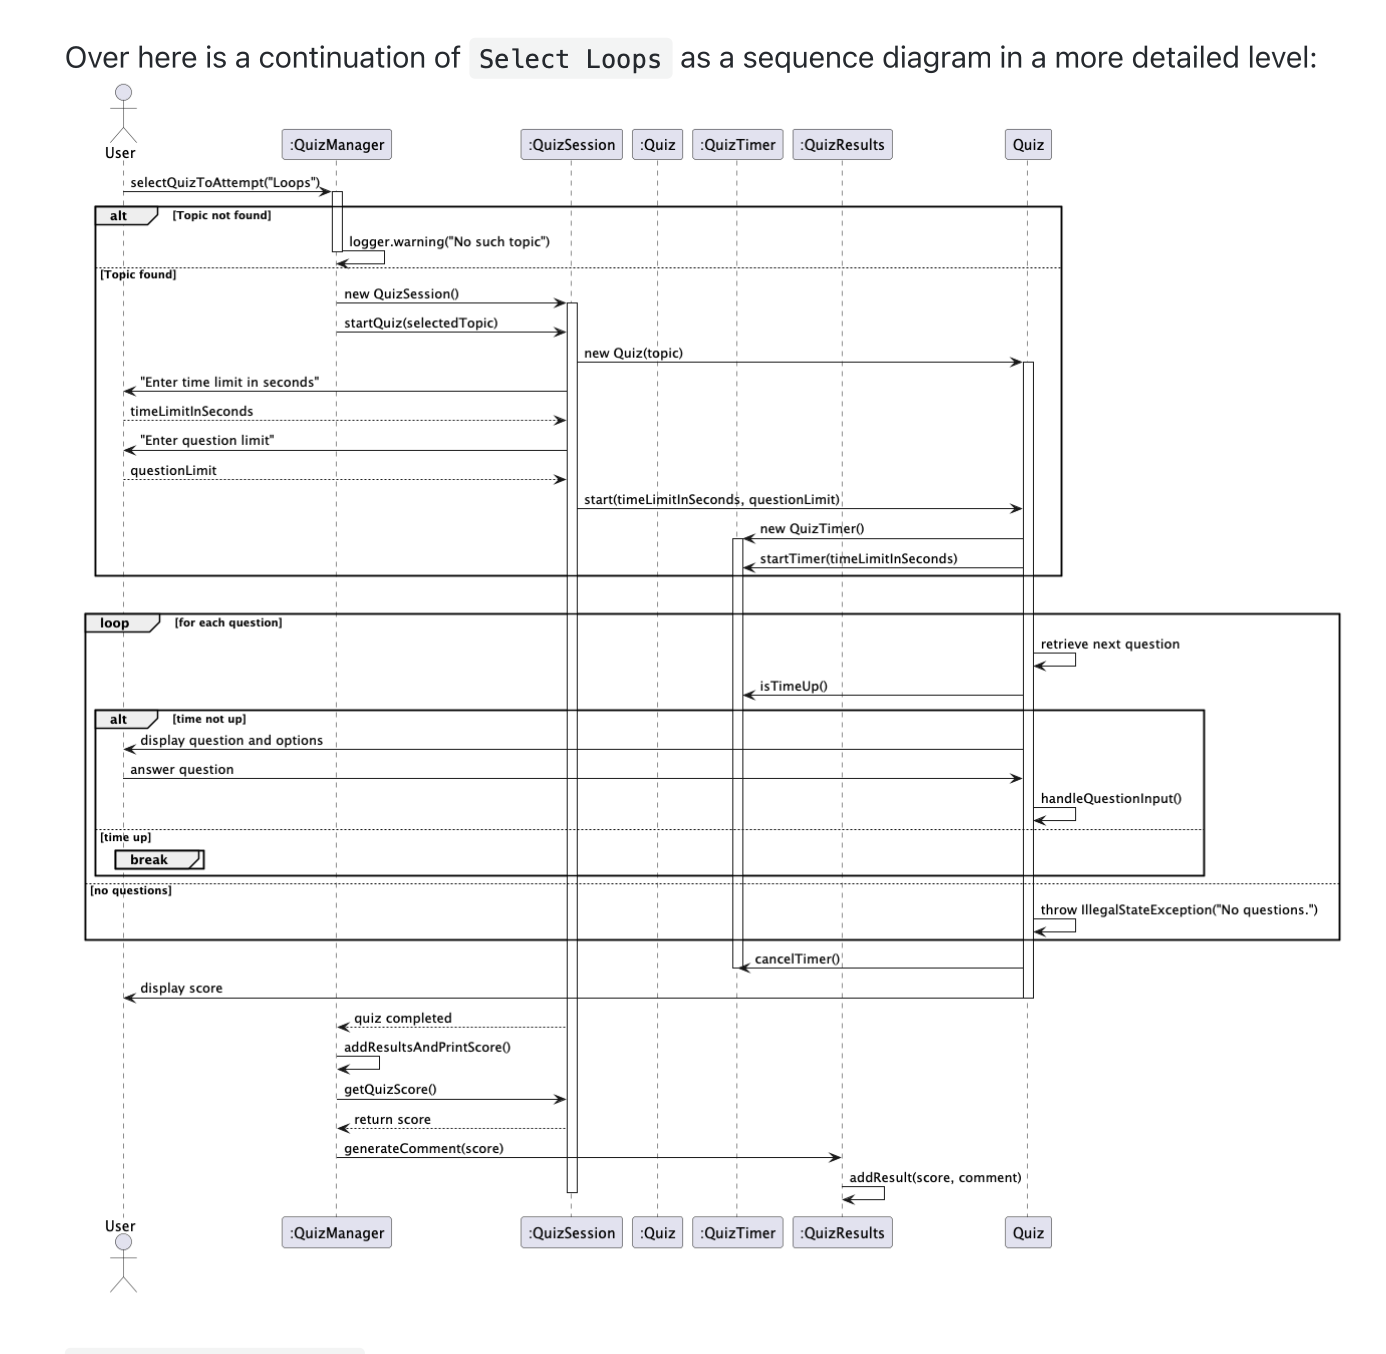 Over here is a continuation of Select Loops as a sequence diagram in a more detailed level:
User
:QuizManager
:QuizSession
:Quiz
:QuizTimer
:QuizResults
Quiz
selectQuizToAttempt("Loops")
alt
[Topic not found]
logger.warning("No such topic")
[Topic found]
new QuizSession()
startQuiz(selectedTopic)
new Quiz(topic)
"Enter time limit in seconds"
timeLimitInSeconds
"Enter question limit"
questionLimit
start(timeLimitInSeconds, questionLimit)
new QuizTimer()
startTimer(timeLimitInSeconds)
loop
[for each question]
retrieve next question
isTimeUp()
alt
[time not up]
display question and options
answer question
handleQuestionInput()
[time up]
break
[no questions]
throw IllegalStateException("No questions.")
cancelTimer()
display score
quiz completed
addResultsAndPrintScore()
getQuizScore()
return score
generateComment(score)
addResult(score, comment)
User
:QuizManager
:QuizSession
:Quiz
:QuizTimer
:QuizResults
Quiz